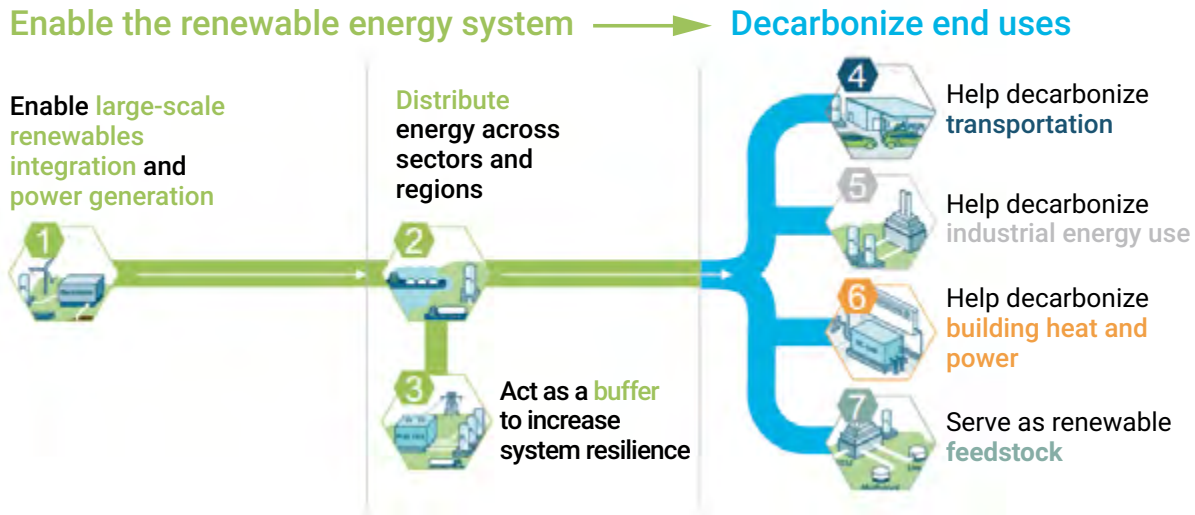 Enable the renewable energy system
Decarbonize end uses
Enable large-scale
renewables
integration and
power generation
1
Distribute
energy across
sectors and
regions
2
3
Act as a buffer
to increase
system resilience
4
Help decarbonize
transportation
5
Help decarbonize
industrial energy use
6
Help decarbonize
building heat and
power
7
Serve as renewable
feedstock